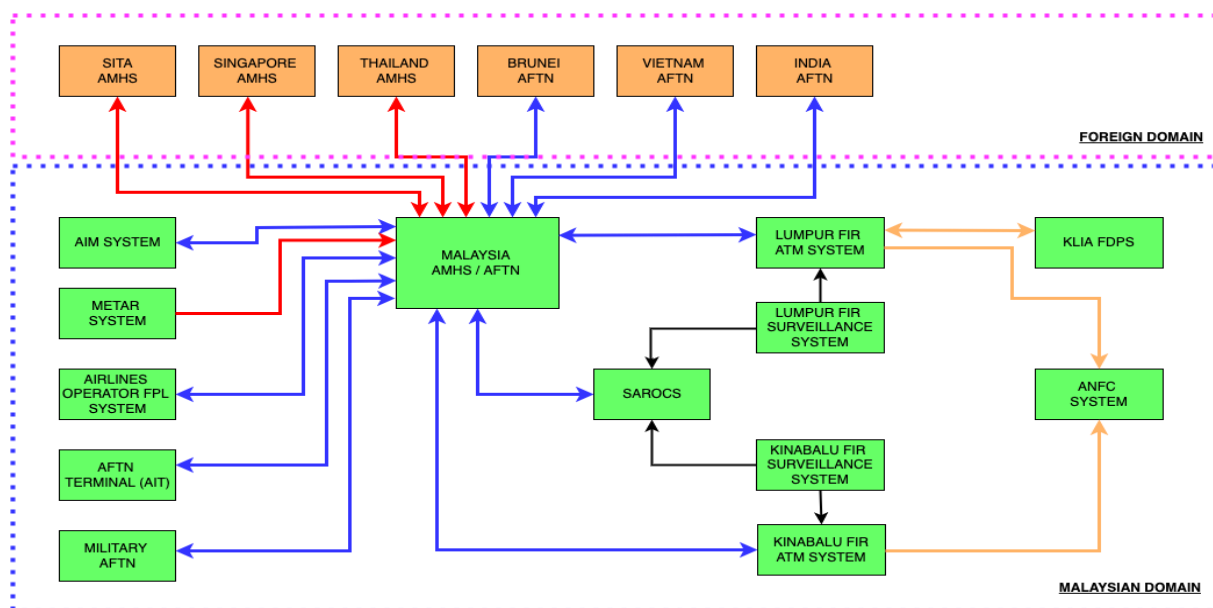 SITA
AMHS
SINGAPORE
AMHS
THAILAND
AMHS
BRUNEI
AFTN
VIETNAM
AFTN
INDIA
AFTN
FOREIGN DOMAIN
AIM SYSTEM
MALAYSIA
AMHS / AFTN
LUMPUR FIR
ATM SYSTEM
KLIA FDPS
METAR
SYSTEM
LUMPUR FIR
SURVEILLANCE
SYSTEM
AIRLINES
OPERATOR FPL
SYSTEM
SAROCS
ANFC
SYSTEM
AFTN
TERMINAL (AIT)
KINABALU FIR
SURVEILLANCE
SYSTEM
MILITARY
AFTN
KINABALU FIR
ATM SYSTEM
MALAYSIAN DOMAIN